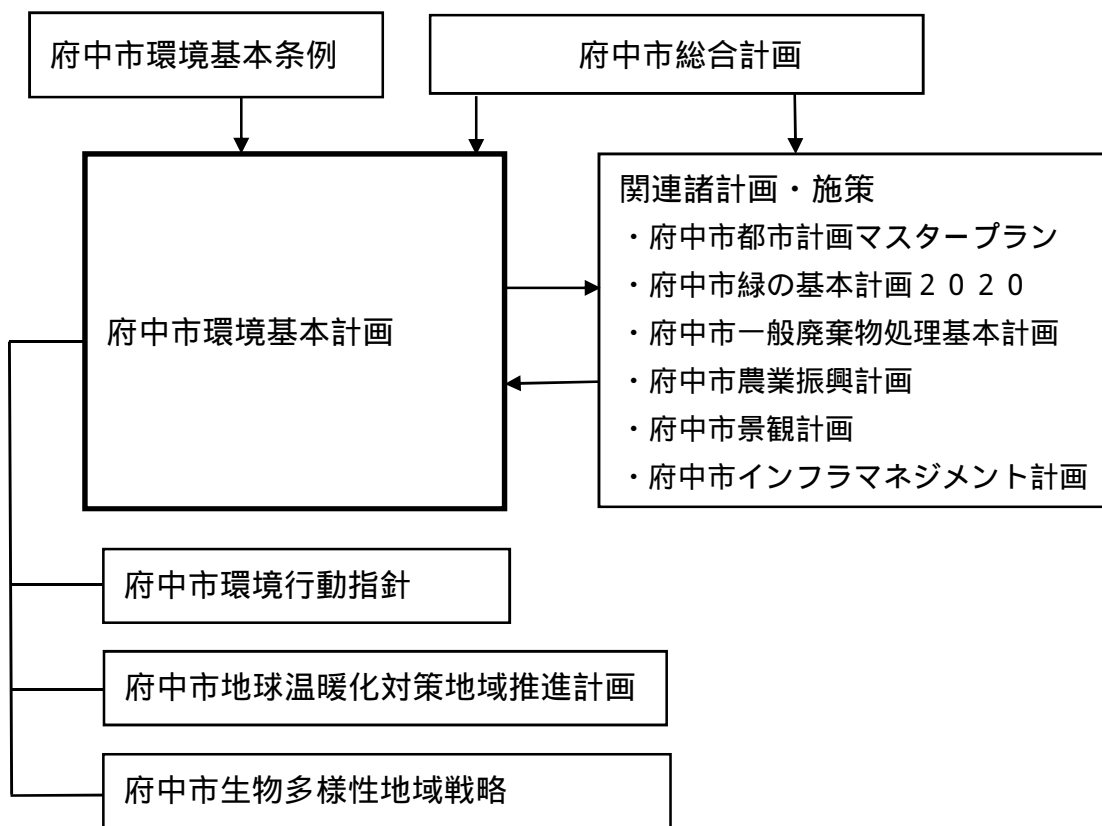 府中市環境基本条例
府中市総合計画
府中市環境基本計画
関連諸計画・施策
・府中市都市計画マスタープラン
・府中市緑の基本計画２０２０
・府中市一般廃棄物処理基本計画
・府中市農業振興計画
・府中市景観計画
・府中市インフラマネジメント計画
府中市環境行動指針
府中市地球温暖化対策地域推進計画
府中市生物多様性地域戦略